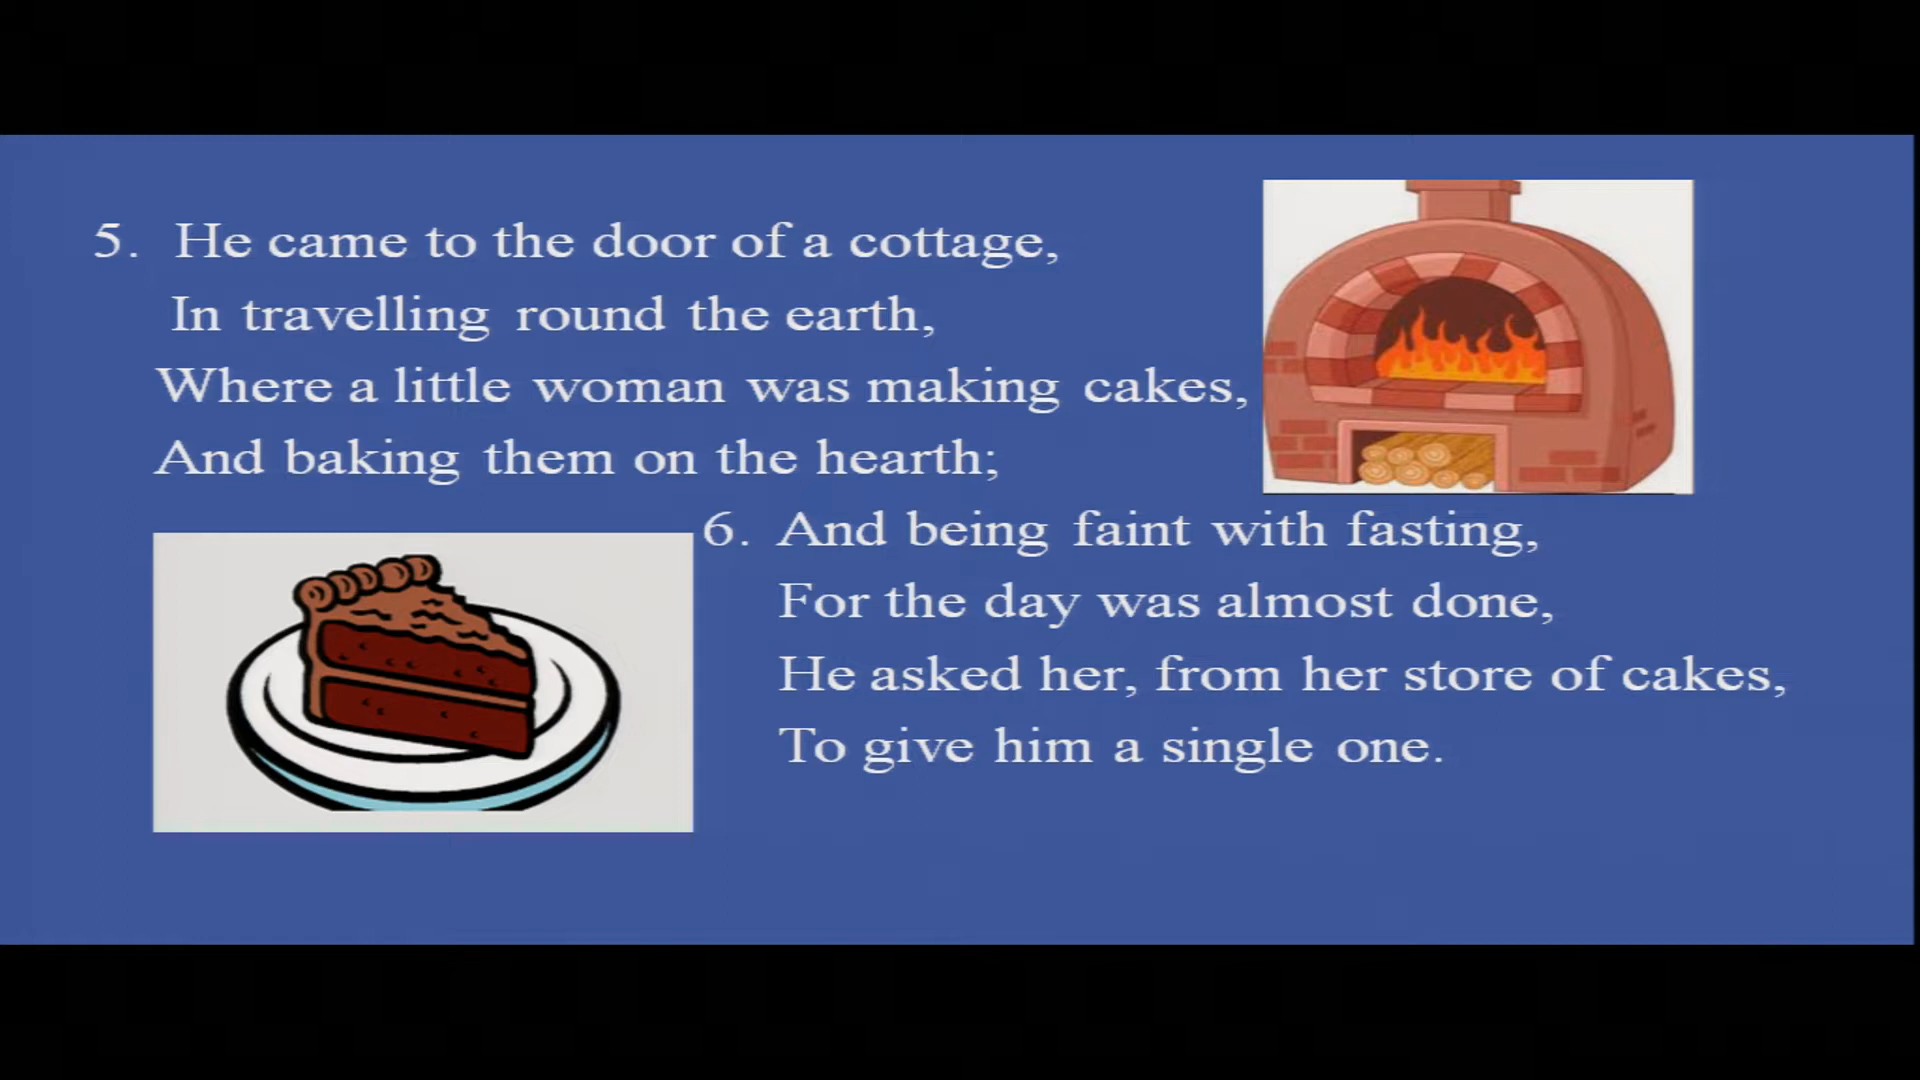 5. He came to the door of a cottage,
In travelling round the earth,
Where a little woman was making cakes,
And baking them on the hearth;
6. And being faint with fasting,
For the day was almost done,
He asked her, from her store of cakes,
To give him a single one.